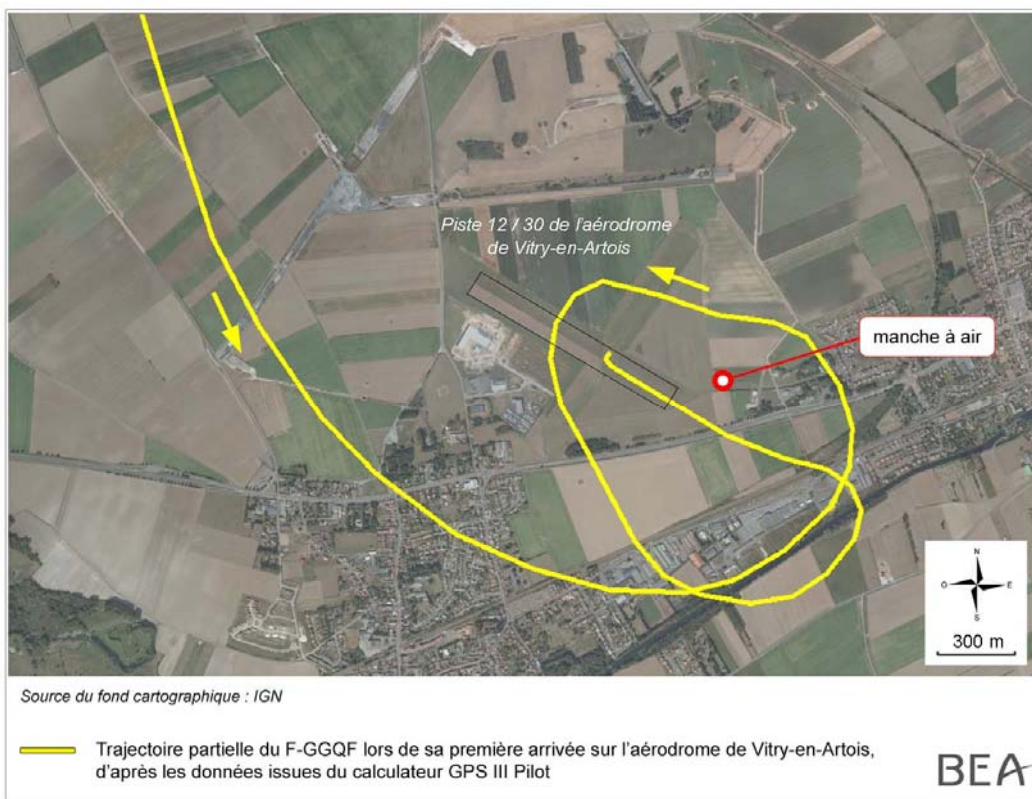 Piste 12 / 30 de l'aérodrome
de Vitry-en-Artois
manche à air
N
O
E
S
300 m
Source du fond cartographique : IGN
Trajectoire partielle du F-GGQF lors de sa première arrivée sur l'aérodrome de Vitry-en-Artois,
d'après les données issues du calculateur GPS III Pilot
BEA